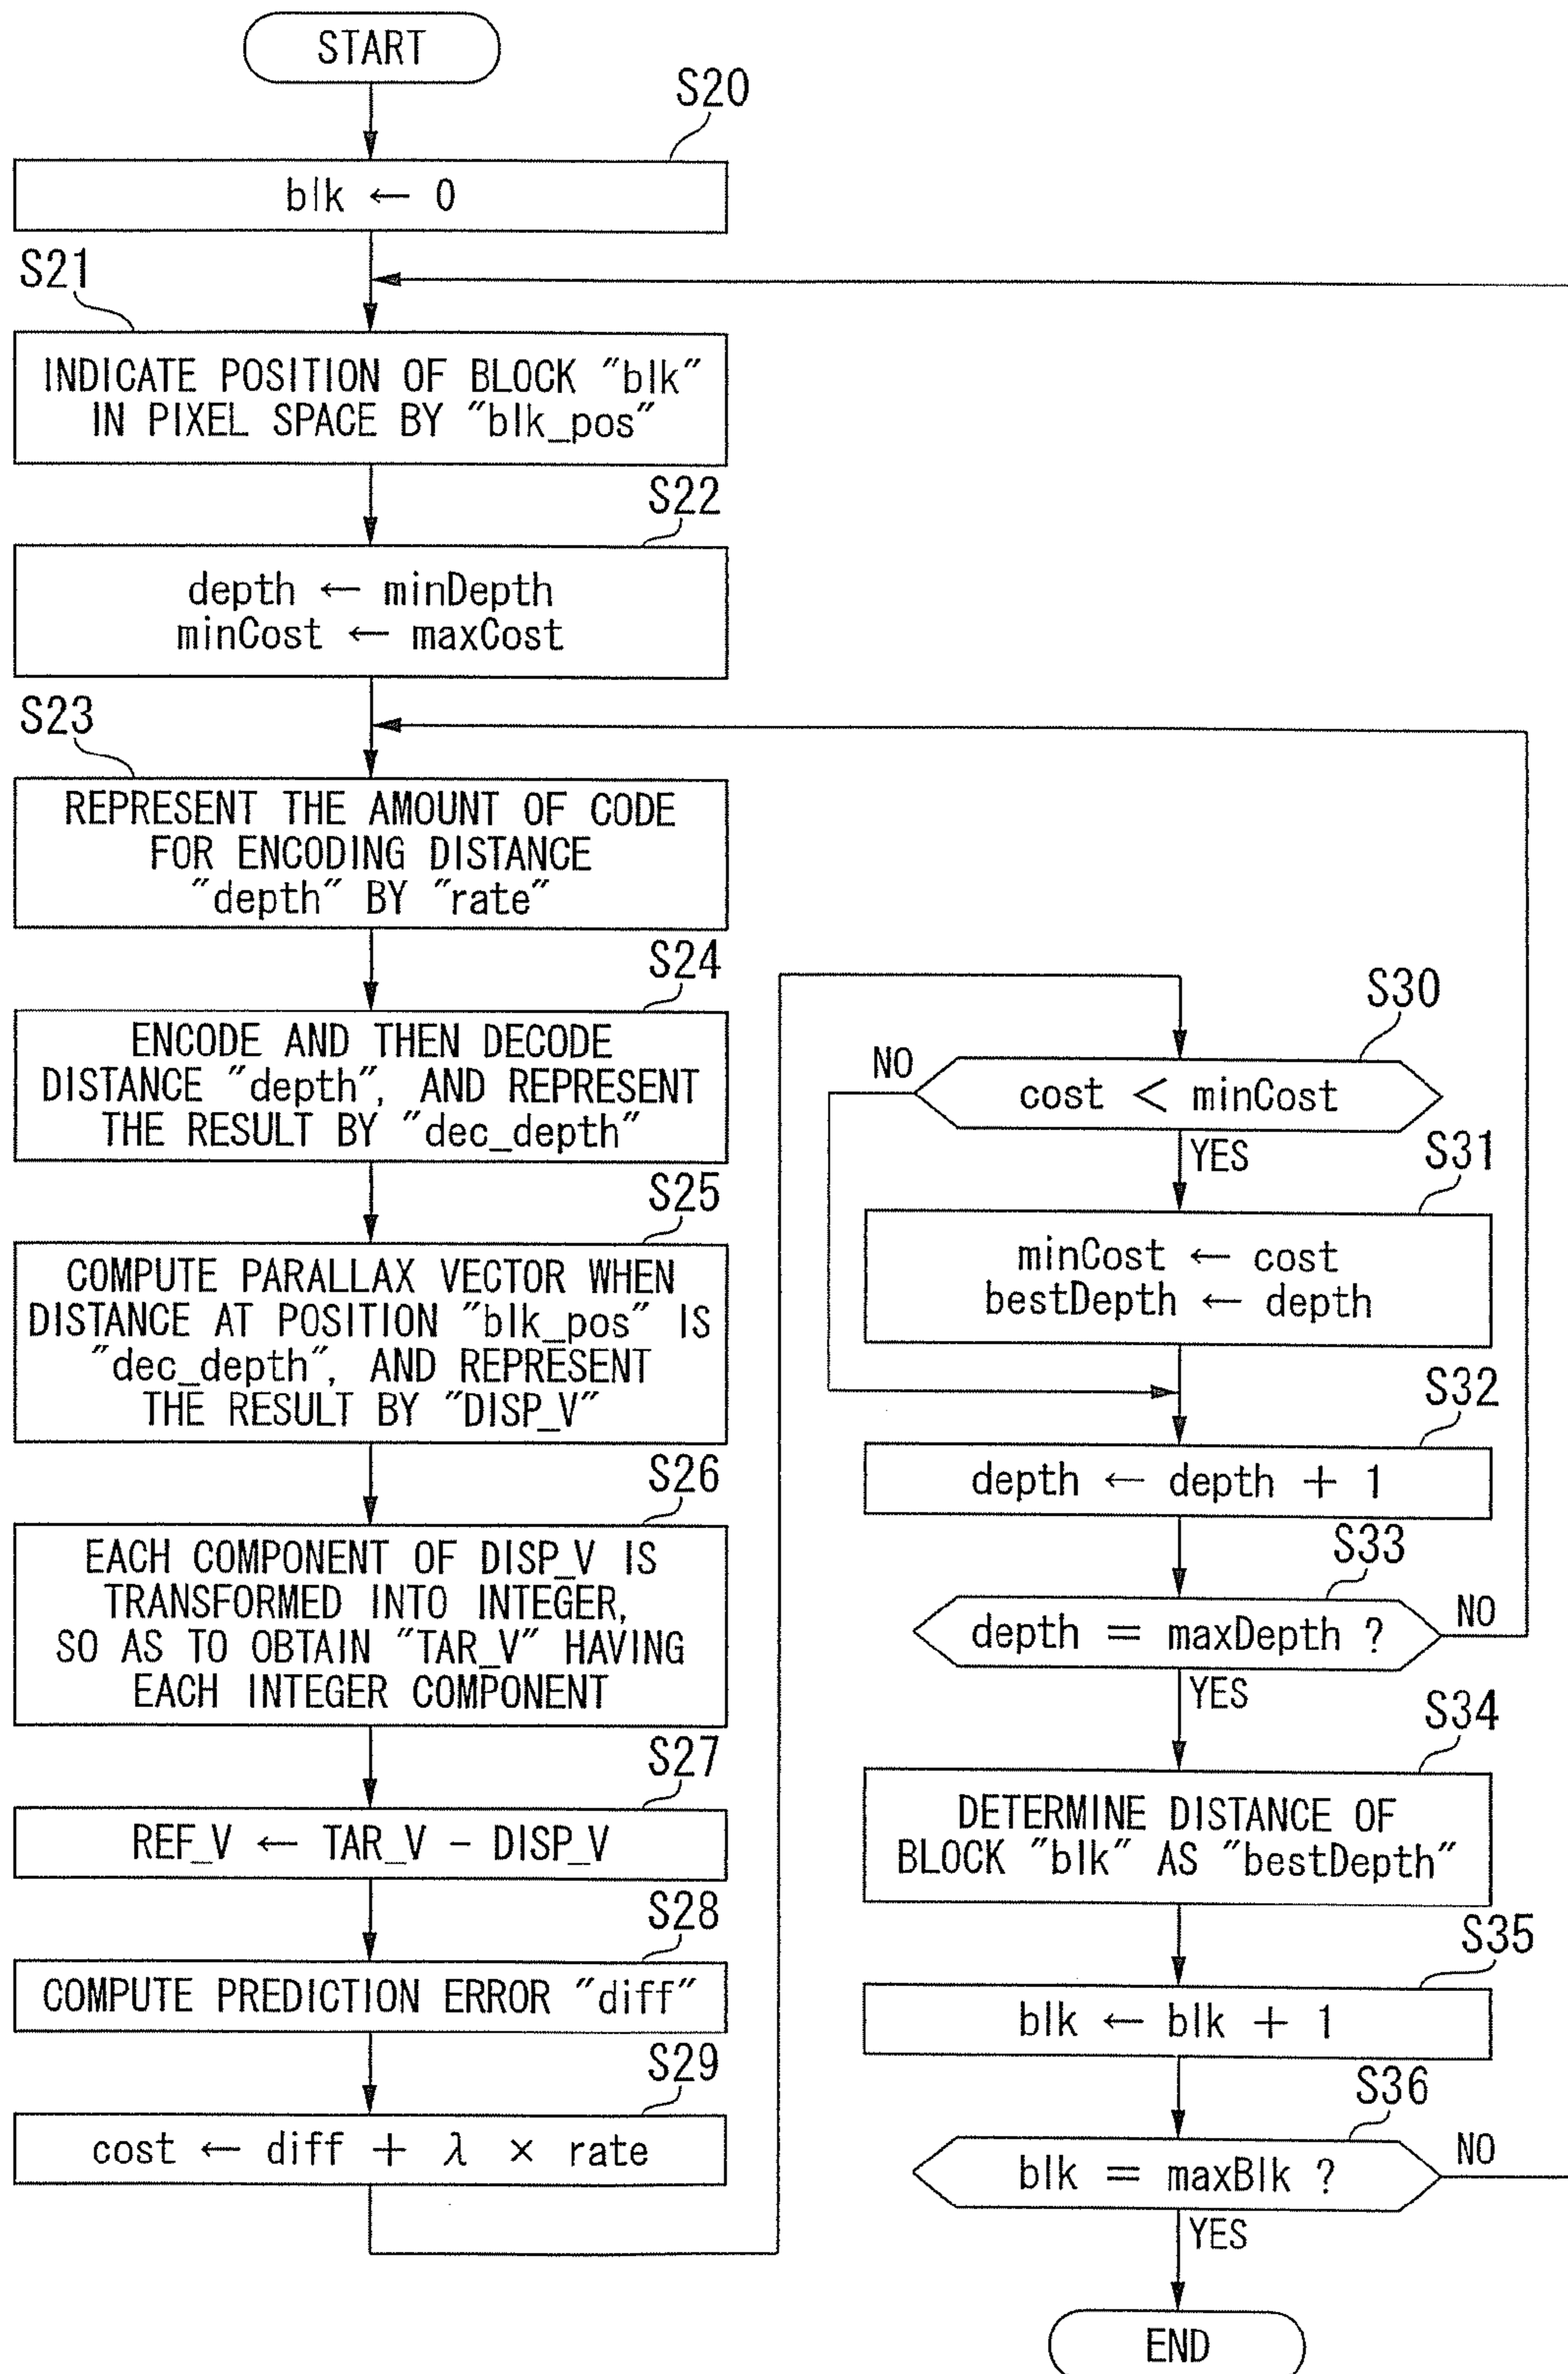 START
S20
blk ← 0
S21
INDICATE POSITION OF BLOCK "blk"
IN PIXEL SPACE BY "blk_pos"
S22
depth ← minDepth
minCost ← maxCost
S23
REPRESENT THE AMOUNT OF CODE
FOR ENCODING DISTANCE
"depth" BY "rate"
S24
ENCODE AND THEN DECODE
DISTANCE "depth", AND REPRESENT
THE RESULT BY "dec_depth"
S25
COMPUTE PARALLAX VECTOR WHEN
DISTANCE AT POSITION "blk_pos" IS
"dec_depth", AND REPRESENT
THE RESULT BY "DISP_V"
S26
EACH COMPONENT OF DISP_V IS
TRANSFORMED INTO INTEGER,
SO AS TO OBTAIN "TAR_V" HAVING
EACH INTEGER COMPONENT
S27
REF_V ← TAR_V - DISP_V
S28
COMPUTE PREDICTION ERROR "diff"
S29
cost ← diff + λ × rate
S30
NO
cost < minCost
YES
S31
minCost ← cost
bestDepth ← depth
S32
depth ← depth + 1
S33
depth = maxDepth ?
NO
YES
S34
DETERMINE DISTANCE OF
BLOCK "blk" AS "bestDepth"
S35
blk ← blk + 1
S36
blk = maxBlk ?
NO
YES
END